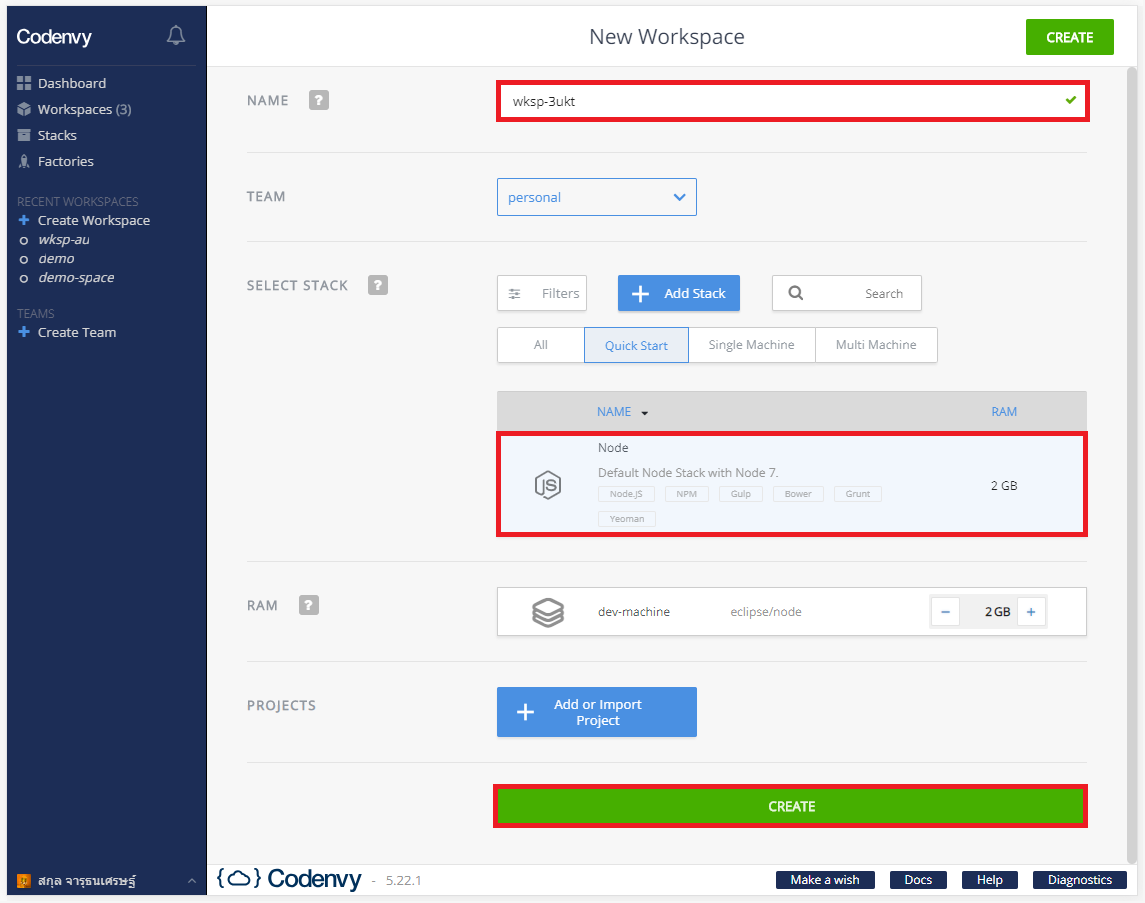 Codenvy
Dashboard
Workspaces (3)
Stacks
Factories
RECENT WORKSPACES
Create Workspace
wksp-au
demo
demo-space
TEAMS
Create Team
สกุล จารุธนเศรษฐ์
New Workspace
CREATE
NAME ?
wksp-3ukt
TEAM
personal
SELECT STACK ?
Filters
Add Stack
Search
All
Quick Start
Single Machine
Multi Machine
NAME
RAM
Node
Default Node Stack with Node 7.
Node.JS
NPM
Gulp
Bower
Grunt
Yeoman
2 GB
RAM ?
dev-machine
eclipse/node
- 2 GB +
PROJECTS
Add or Import
Project
CREATE
{ } Codenvy - 5.22.1
Make a wish
Docs
Help
Diagnostics